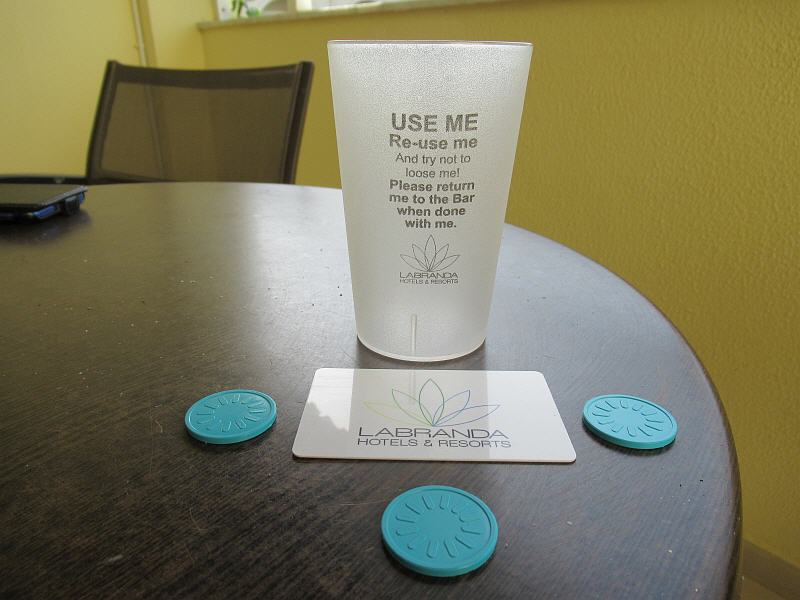 USE ME
Re-use me
And try not to
loose me!
Please return
me to the Bar
when done
with me.
LABRANDA
HOTELS & RESORTS
LABRANDA
HOTELS & RESORTS